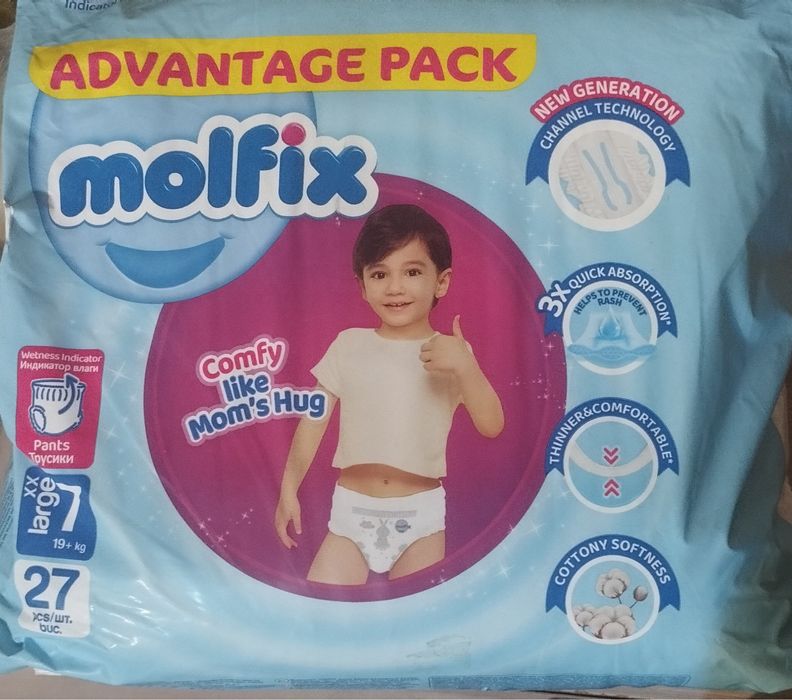 Indicator
ADVANTAGE PACK
molfix
NEW GENERATION
CHANNEL TECHNOLOGY
3x QUICK ABSORPTION*
HELPS TO PREVENT
RASH
Comfy
like
Mom's Hug
Wetness Indicator
Индикатор влаги
Pants
Трусики
THINNER&COMFORTABLE*
XX
large
7
19+ kg
27
pcs/шт.
buc.
COTTONY SOFTNESS